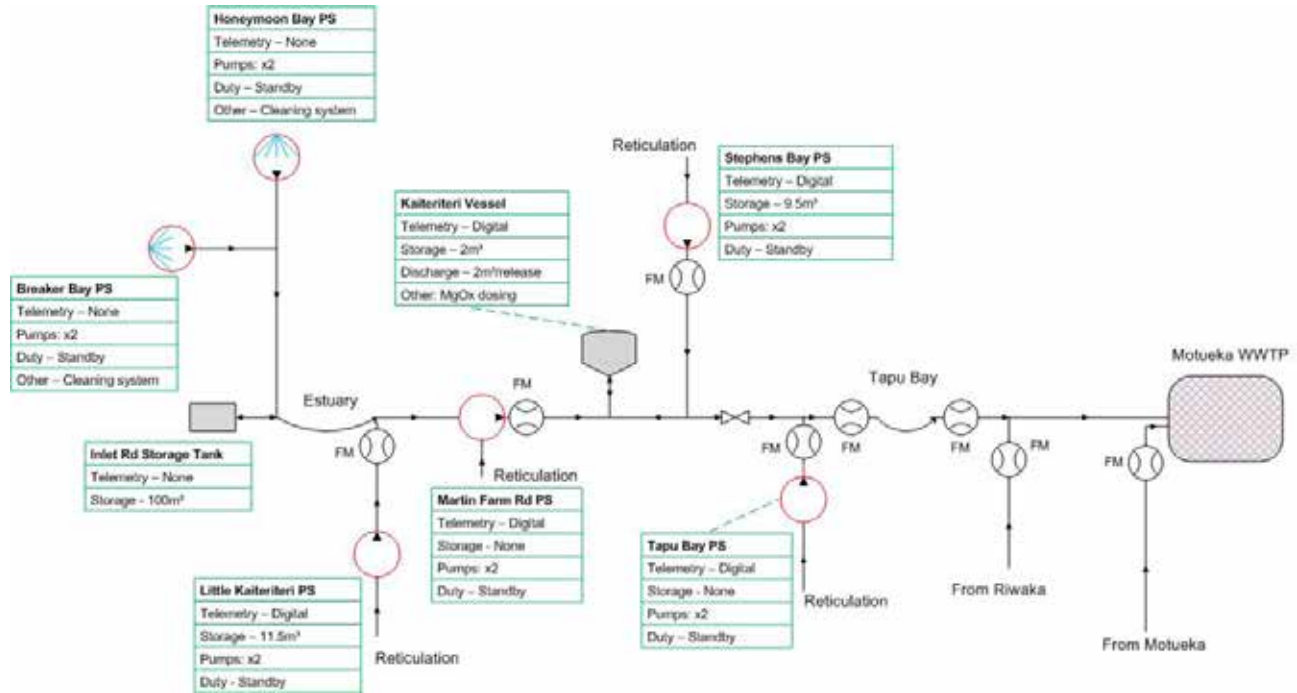 Honeymoon Bay PS
Telemetry – None
Pumps: x2
Duty – Standby
Other – Cleaning system
Reticulation
Stephens Bay PS
Telemetry – Digital
Storage – 9.5m³
Pumps: x2
Duty – Standby
Kaiteriteri Vessel
Telemetry – Digital
Storage – 2m³
Discharge – 2m³/release
Other: MgOx dosing
FM
Breaker Bay PS
Telemetry – None
Pumps: x2
Duty – Standby
Other – Cleaning system
Motueka WWTP
Tapu Bay
Estuary
FM
FM
FM
FM
FM
FM
FM
Inlet Rd Storage Tank
Telemetry – None
Storage - 100m³
Reticulation
Martin Farm Rd PS
Telemetry – Digital
Storage - None
Pumps: x2
Duty – Standby
Tapu Bay PS
Telemetry – Digital
Storage - None
Pumps: x2
Duty – Standby
Little Kaiteriteri PS
Telemetry – Digital
Storage – 11.5m³
Pumps: x2
Duty - Standby
Reticulation
Reticulation
From Riwaka
From Motueka